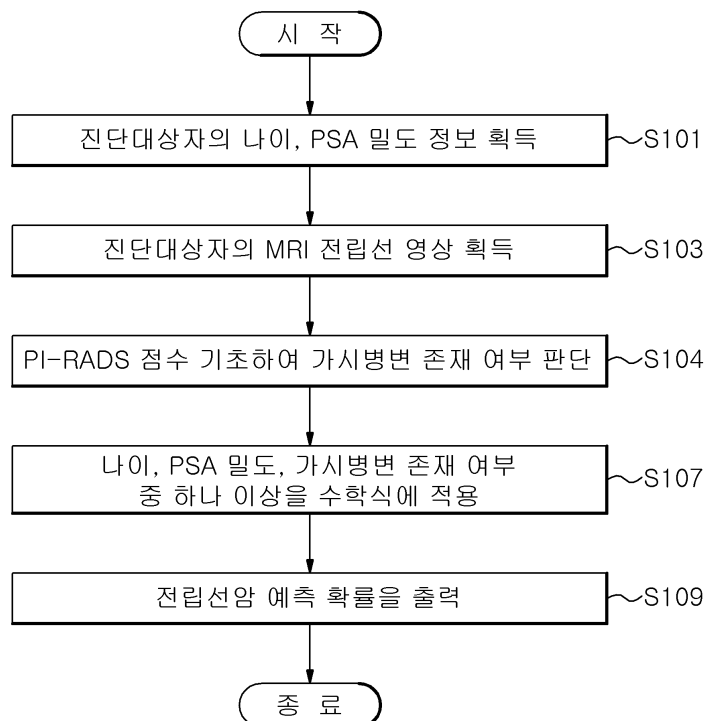 시 작
진단대상자의 나이, PSA 밀도 정보 획득
S101
진단대상자의 MRI 전립선 영상 획득
S103
PI-RADS 점수 기초하여 가시병변 존재 여부 판단
S104
나이, PSA 밀도, 가시병변 존재 여부
중 하나 이상을 수학식에 적용
S107
전립선암 예측 확률을 출력
S109
종 료